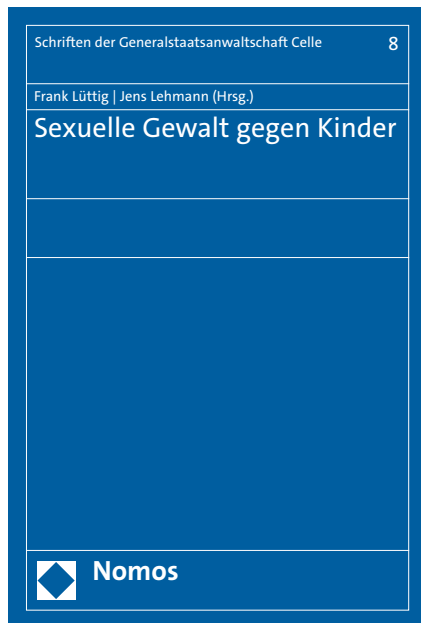 Schriften der Generalstaatsanwaltschaft Celle 8
Frank Lüttig | Jens Lehmann (Hrsg.)
Sexuelle Gewalt gegen Kinder
Nomos